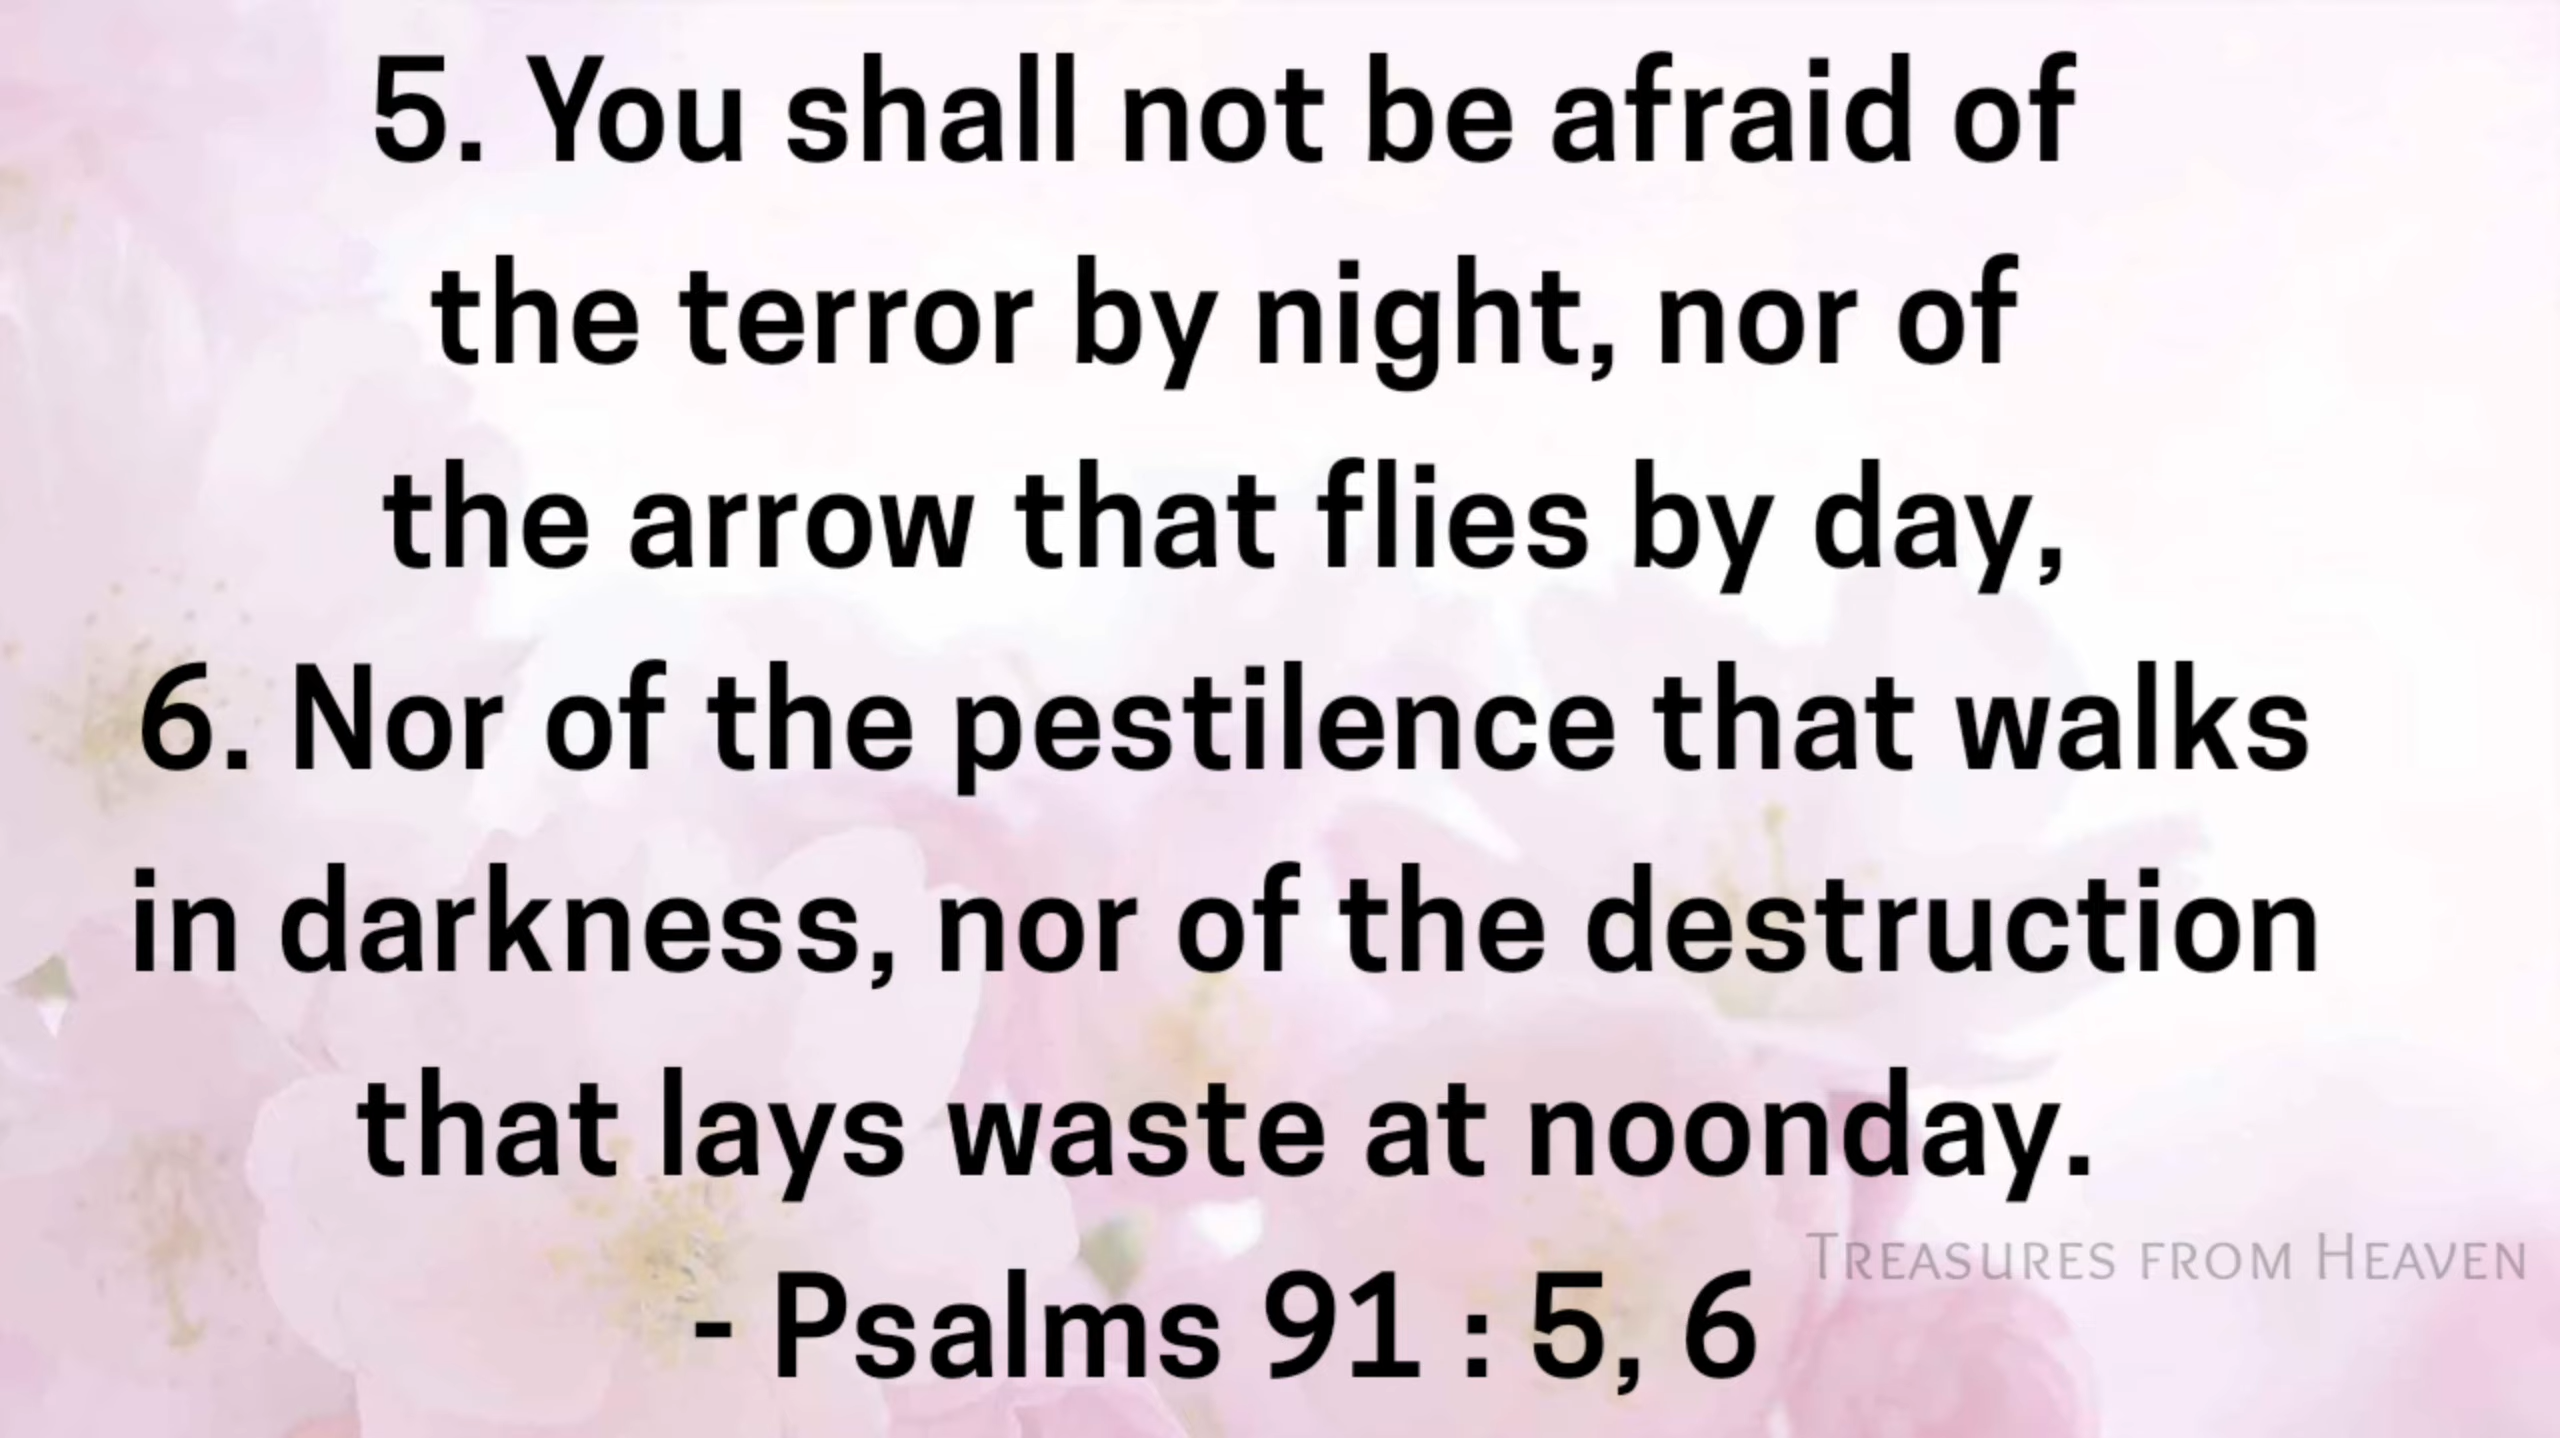 5. You shall not be afraid of
the terror by night, nor of
the arrow that flies by day,
6. Nor of the pestilence that walks
in darkness, nor of the destruction
that lays waste at noonday.
TREASURES FROM HEAVEN
- Psalms 91 : 5, 6